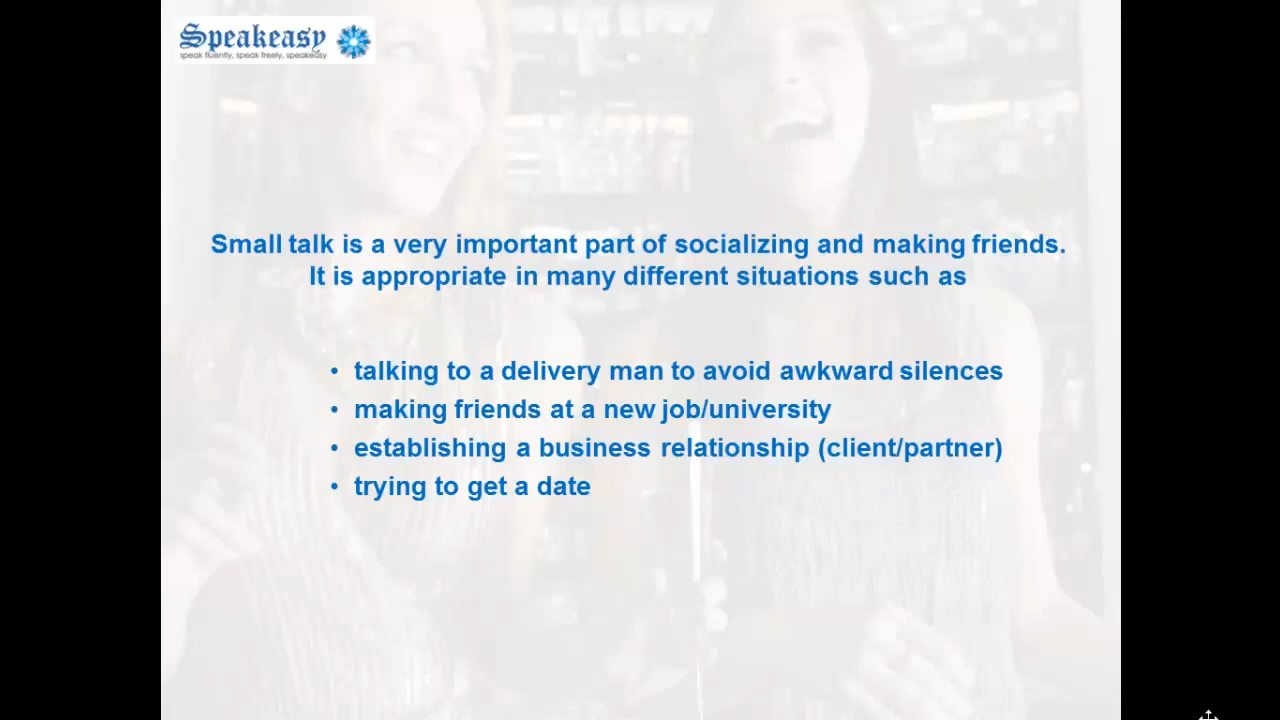 Speakeasy
speak fluently, speak freely, speakeasy
Small talk is a very important part of socializing and making friends.
It is appropriate in many different situations such as
• talking to a delivery man to avoid awkward silences
• making friends at a new job/university
• establishing a business relationship (client/partner)
• trying to get a date